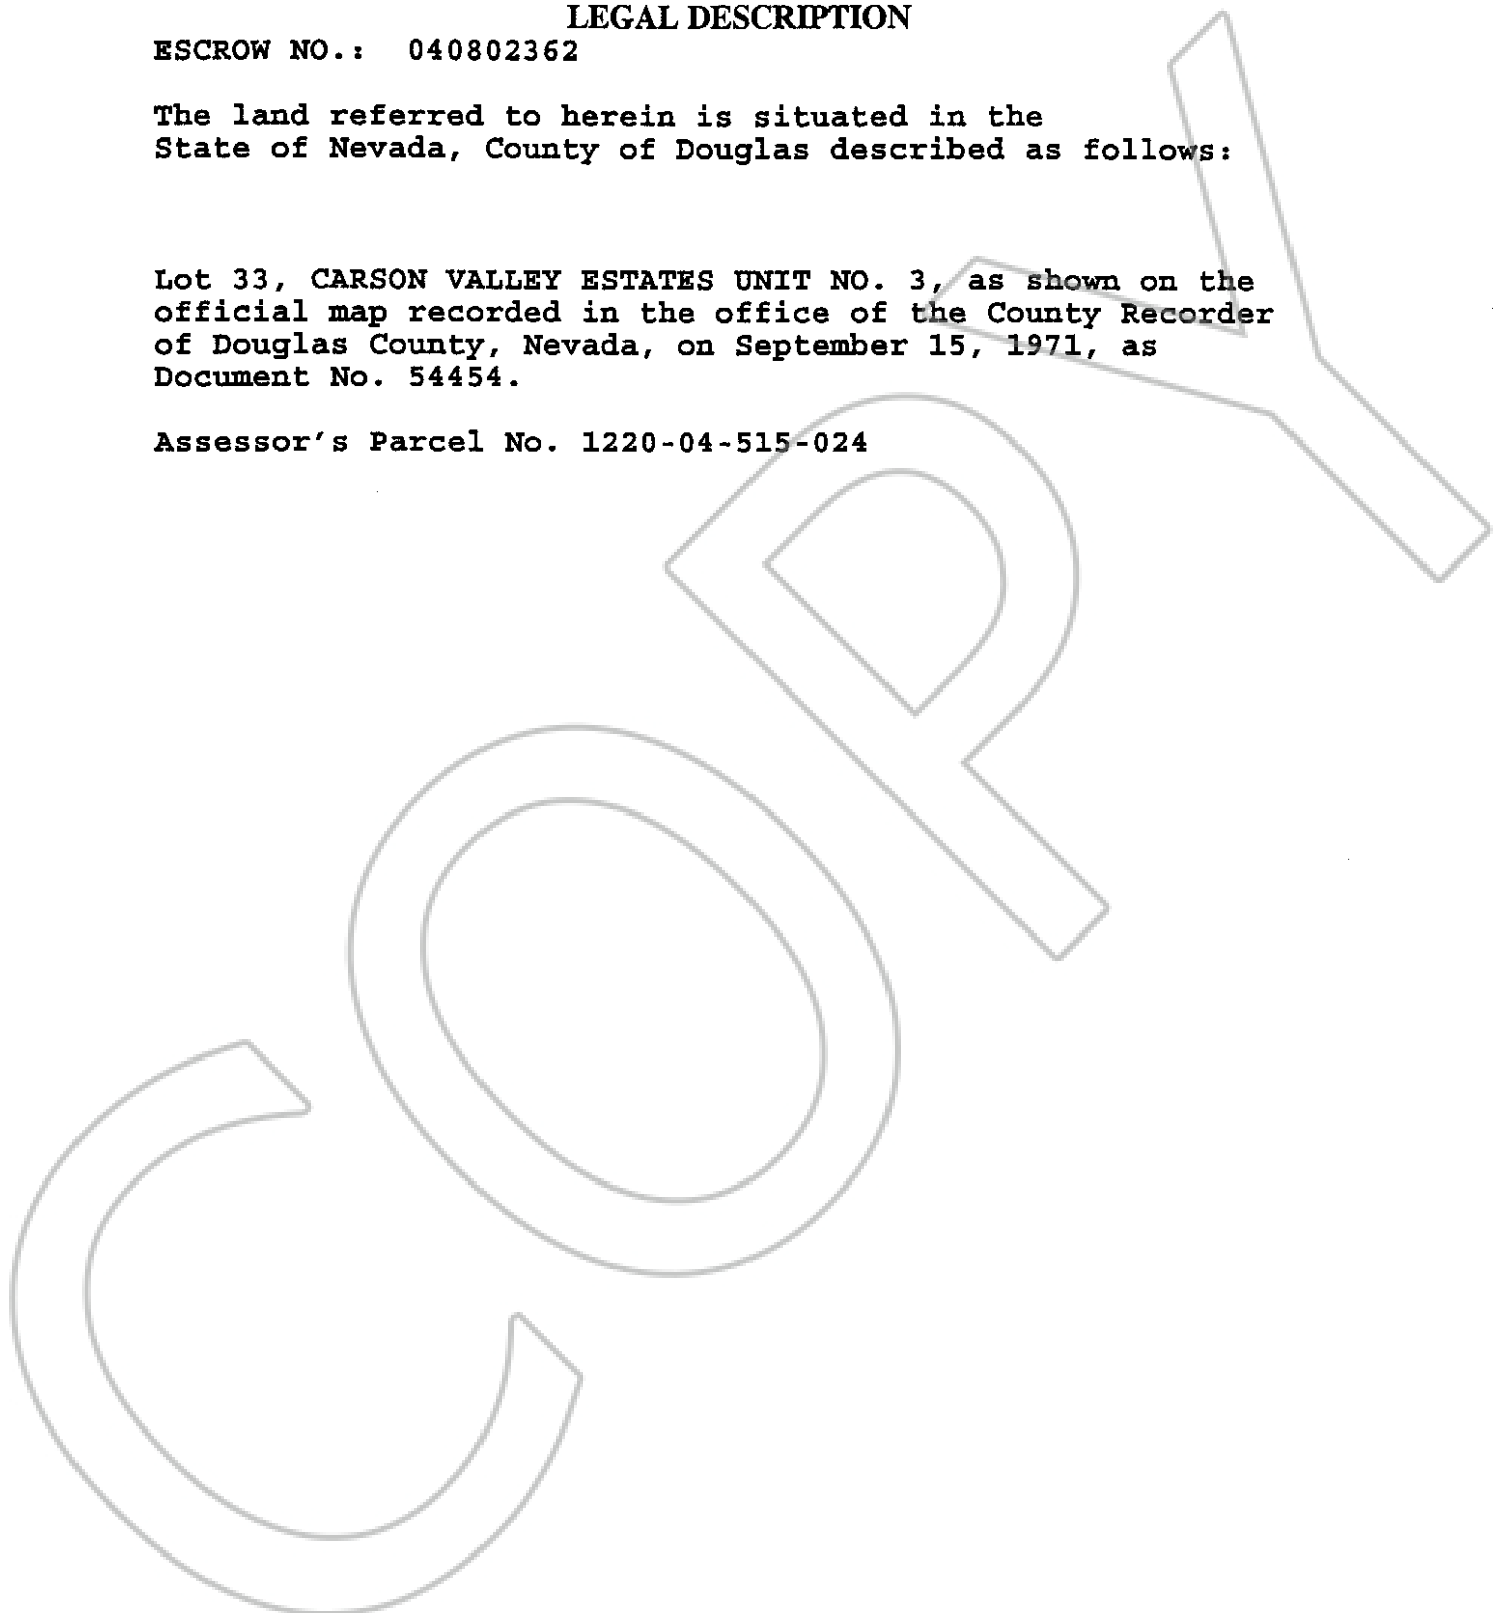 LEGAL DESCRIPTION
ESCROW NO.: 040802362
The land referred to herein is situated in the
State of Nevada, County of Douglas described as follows:
Lot 33, CARSON VALLEY ESTATES UNIT NO. 3, as shown on the
official map recorded in the office of the County Recorder
of Douglas County, Nevada, on September 15, 1971, as
Document No. 54454.
Assessor's Parcel No. 1220-04-515-024
COPY